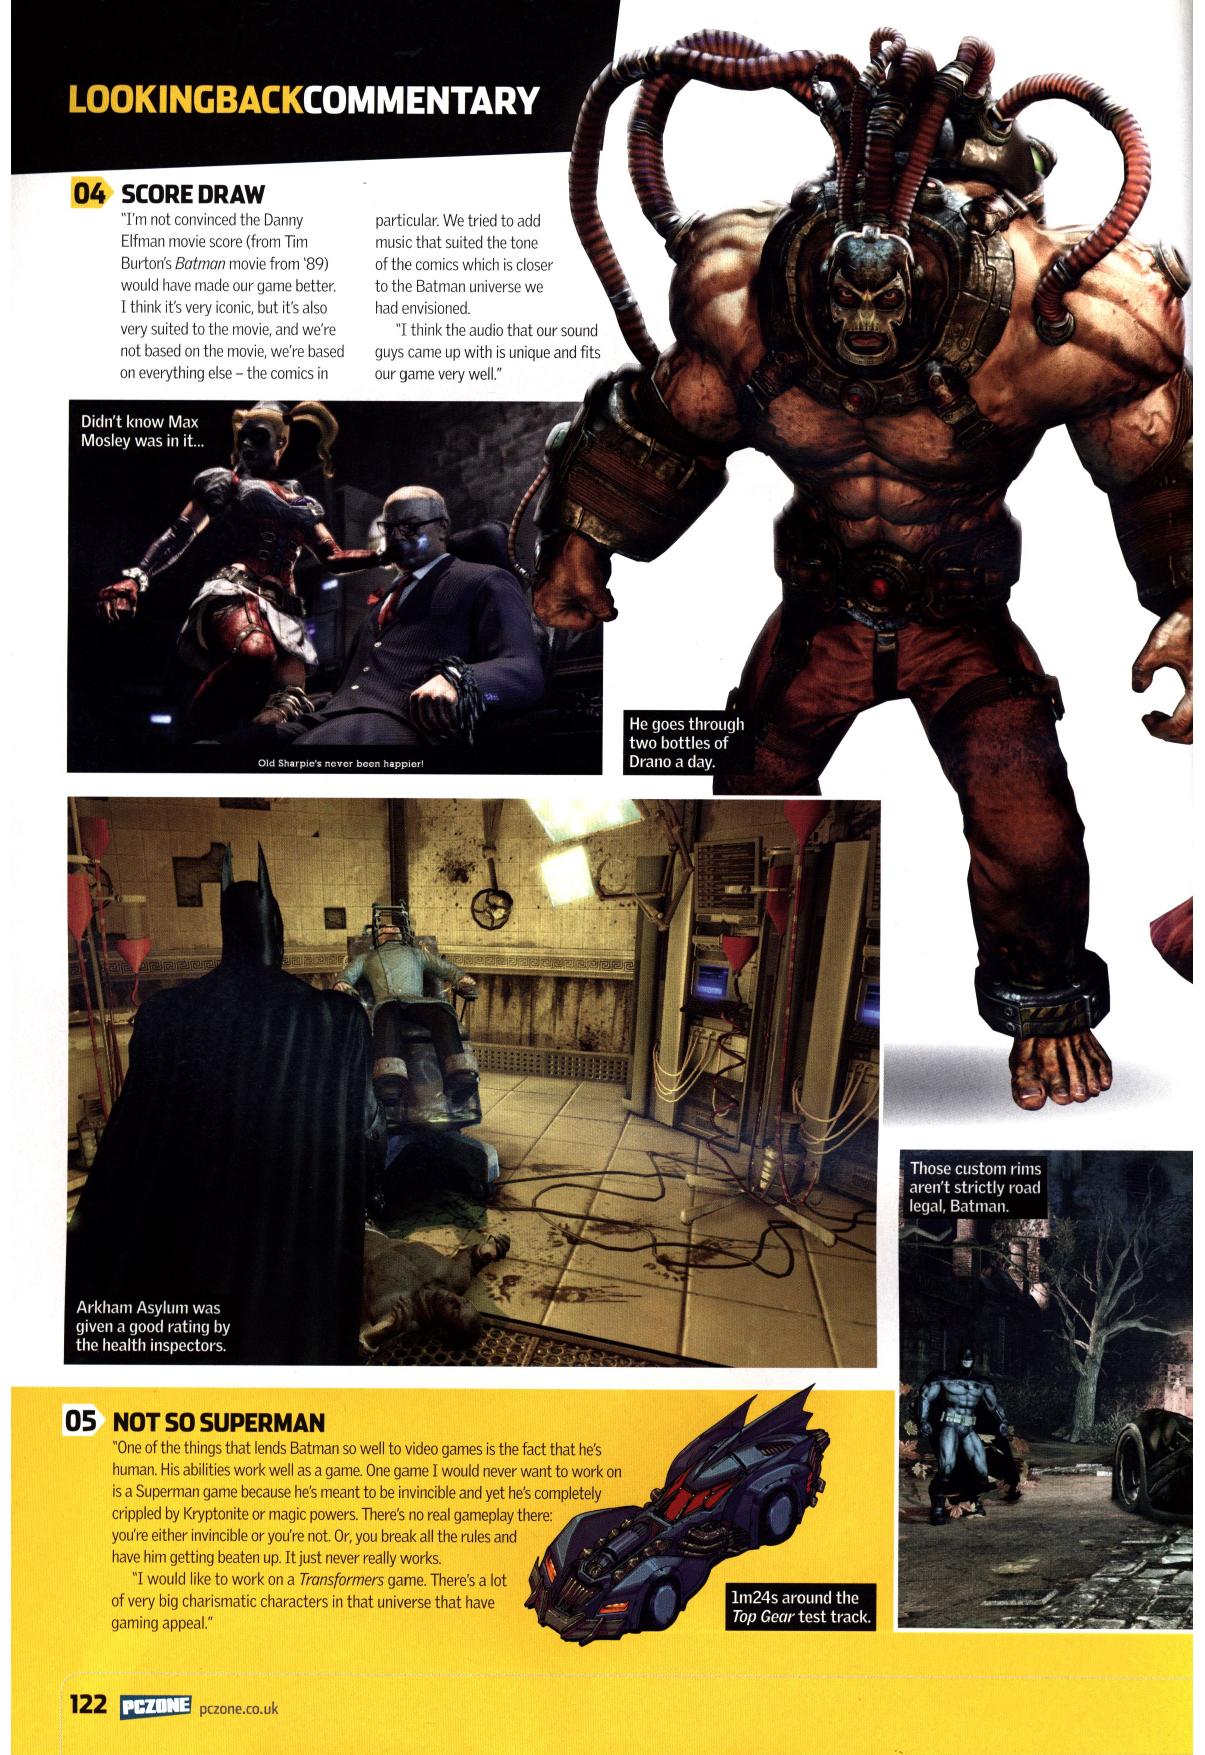 LOOKINGBACKCOMMENTARY
04 SCORE DRAW
"I'm not convinced the Danny
Elfman movie score (from Tim
Burton's Batman movie from '89)
would have made our game better.
I think it's very iconic, but it's also
very suited to the movie, and we're
not based on the movie, we're based
on everything else – the comics in
particular. We tried to add
music that suited the tone
of the comics which is closer
to the Batman universe we
had envisioned.
"I think the audio that our sound
guys came up with is unique and fits
our game very well."
Didn't know Max
Mosley was in it...
Old Sharpie's never been happier!
He goes through
two bottles of
Drano a day.
Arkham Asylum was
given a good rating by
the health inspectors.
Those custom rims
aren't strictly road
legal, Batman.
05 NOT SO SUPERMAN
"One of the things that lends Batman so well to video games is the fact that he's
human. His abilities work well as a game. One game I would never want to work on
is a Superman game because he's meant to be invincible and yet he's completely
crippled by Kryptonite or magic powers. There's no real gameplay there:
you're either invincible or you're not. Or, you break all the rules and
have him getting beaten up. It just never really works.
"I would like to work on a Transformers game. There's a lot
of very big charismatic characters in that universe that have
gaming appeal."
1m24s around the
Top Gear test track.
122 PCZONE pczone.co.uk